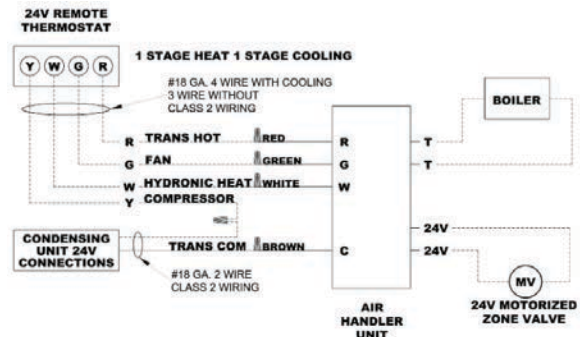 24V REMOTE
THERMOSTAT
Y W G R
1 STAGE HEAT 1 STAGE COOLING
#18 GA. 4 WIRE WITH COOLING
3 WIRE WITHOUT
CLASS 2 WIRING
BOILER
R TRANS HOT RED R T
G FAN GREEN G T
W HYDRONIC HEAT WHITE W
Y COMPRESSOR
24V
CONDENSING
UNIT 24V
CONNECTIONS
TRANS COM BROWN C 24V
#18 GA. 2 WIRE
CLASS 2 WIRING
MV
AIR
HANDLER
UNIT
24V MOTORIZED
ZONE VALVE